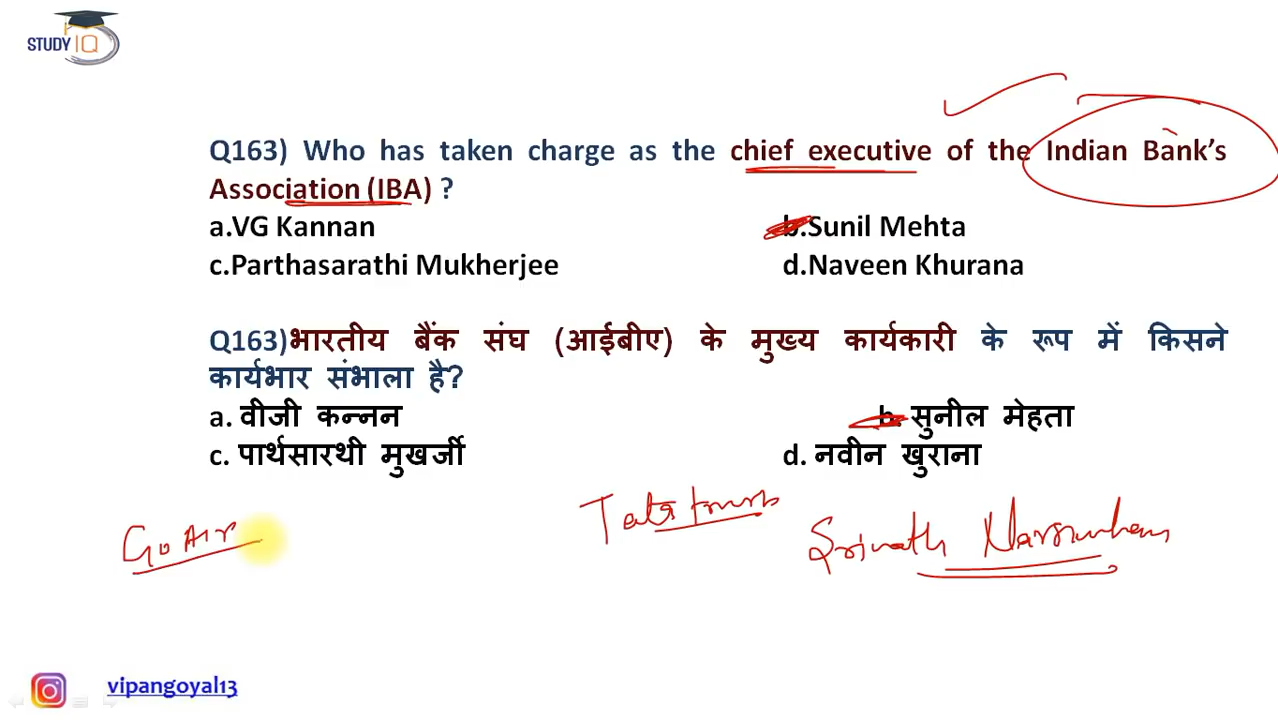 STUDY IQ
Q163) Who has taken charge as the chief executive of the Indian Bank's
Association (IBA) ?
a.VG Kannan b.Sunil Mehta
c.Parthasarathi Mukherjee d.Naveen Khurana
Q163)भारतीय बैंक संघ (आईबीए) के मुख्य कार्यकारी के रूप में किसने
कार्यभार संभाला है?
a. वीजी कन्नन b. सुनील मेहता
c. पार्थसारथी मुखर्जी d. नवीन खुराना
Go Air Tata trusts Srinath
vipangoyal13